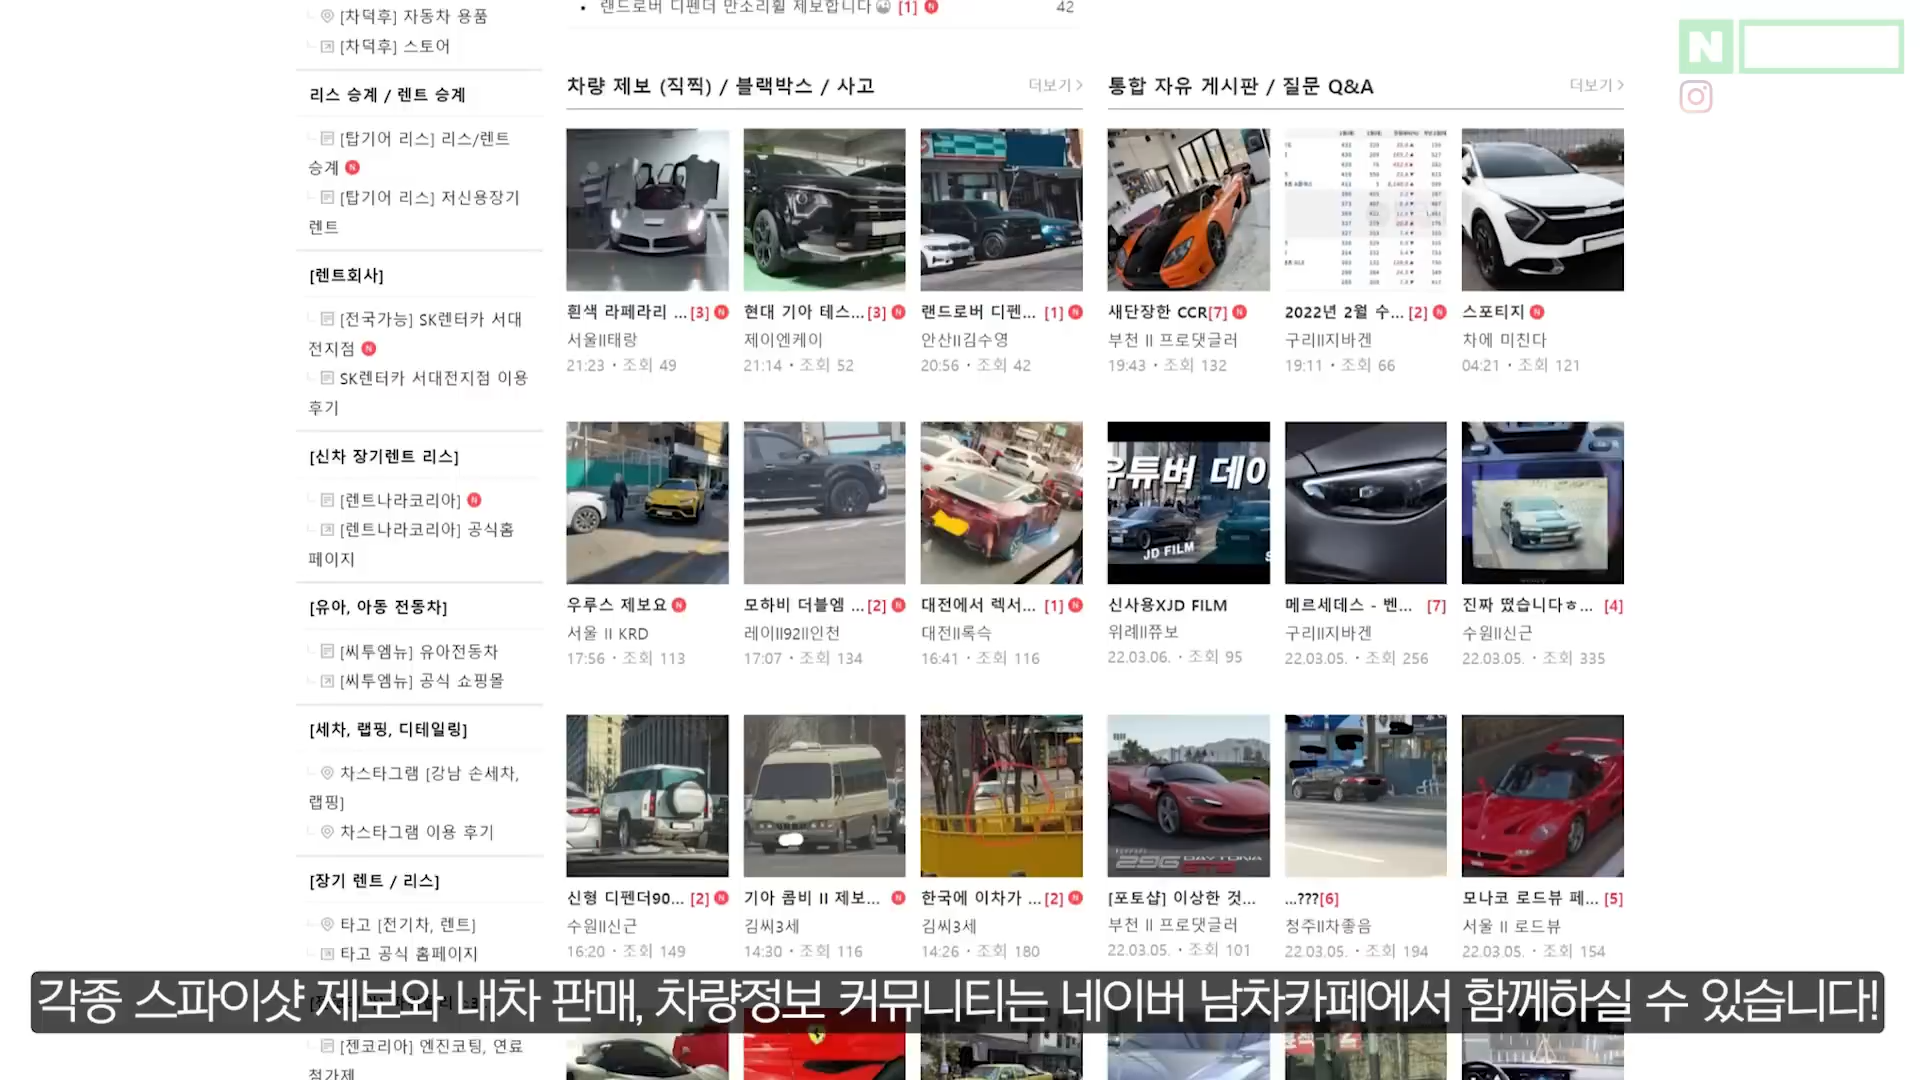 [차덕후] 자동차 용품
[차덕후] 스토어
리스 승계 / 렌트 승계
[탑기어 리스] 리스/렌트
승계 N
[탑기어 리스] 저신용장기
렌트
[렌트회사]
[전국가능] SK렌터카 서대
전지점 N
SK렌터카 서대전지점 이용
후기
[신차 장기렌트 리스]
[렌트나라코리아] N
[렌트나라코리아] 공식홈
페이지
[유아, 아동 전동차]
[씨투엠뉴] 유아전동차
[씨투엠뉴] 공식 쇼핑몰
[세차, 랩핑, 디테일링]
차스타그램 [강남 손세차,
랩핑]
차스타그램 이용 후기
[장기 렌트 / 리스]
타고 [전기차, 렌트]
타고 공식 홈페이지
[젠코리아] 엔진코팅, 연료
첨가제
랜드로버 디펜더 만소리휠 제보합니다 [1] N 42
차량 제보 (직찍) / 블랙박스 / 사고 더보기 >
흰색 라페라리 ... [3] N
서울||태랑
21:23 · 조회 49
현대 기아 테스... [3] N
제이엔케이
21:14 · 조회 52
랜드로버 디펜... [1] N
안산||김수영
20:56 · 조회 42
우루스 제보요 N
서울 || KRD
17:56 · 조회 113
모하비 더블엠 ... [2] N
레이||92||인천
17:07 · 조회 134
대전에서 렉서... [1] N
대전||록슥
16:41 · 조회 116
신형 디펜더90... [2] N
수원||신근
16:20 · 조회 149
기아 콤비 || 제보... N
김씨3세
14:30 · 조회 116
한국에 이차가 ... [2] N
김씨3세
14:26 · 조회 180
통합 자유 게시판 / 질문 Q&A 더보기 >
새단장한 CCR[7] N
부천 || 프로댓글러
19:43 · 조회 132
2022년 2월 수... [2] N
구리||지바겐
19:11 · 조회 66
스포티지 N
차에 미친다
04:21 · 조회 121
유튜버 데이
JD FILM
신사용XJD FILM
위례||쮸보
22.03.06. · 조회 95
메르세데스 - 벤... [7]
구리||지바겐
22.03.05. · 조회 256
진짜 떴습니다ㅎ... [4]
수원||신근
22.03.05. · 조회 335
296 DAYTONA
[포토샵] 이상한 것...
부천 || 프로댓글러
22.03.05. · 조회 101
...???[6]
청주||차좋음
22.03.05. · 조회 194
모나코 로드뷰 페... [5]
서울 || 로드뷰
22.03.05. · 조회 154
N
각종 스파이샷 제보와 내차 판매, 차량정보 커뮤니티는 네이버 남차카페에서 함께하실 수 있습니다!